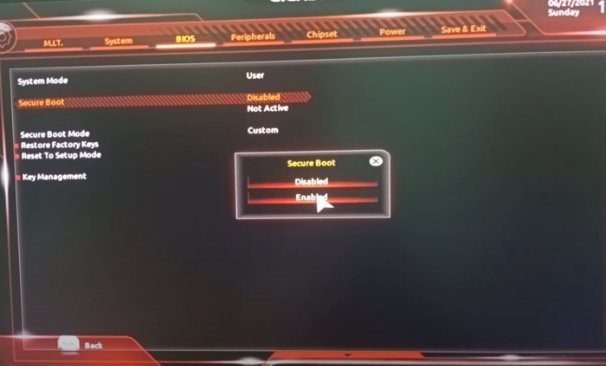 06/27/2021
Sunday
M.I.T. System BIOS Peripherals Chipset Power Save & Exit
System Mode User
Secure Boot Disabled
Not Active
Secure Boot Mode Custom
Restore Factory Keys
Reset To Setup Mode
Key Management
Secure Boot
Disabled
Enabled
Back